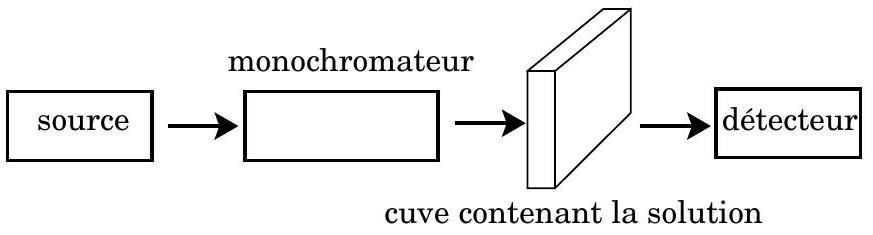 monochromateur
source
détecteur
cuve contenant la solution